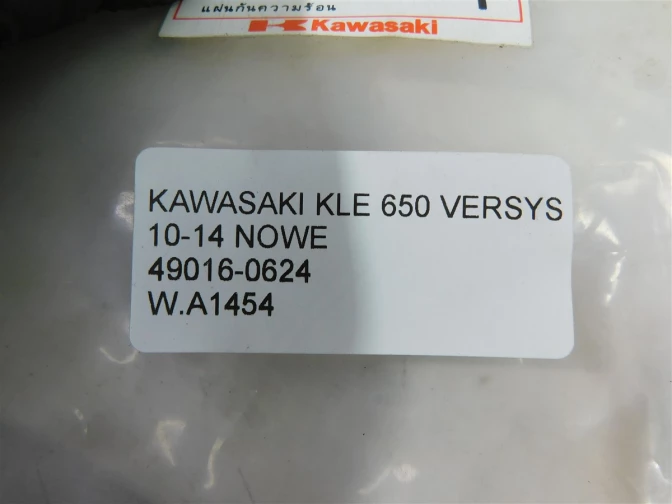 แผ่นกันความร้อน
Kawasaki
KAWASAKI KLE 650 VERSYS
10-14 NOWE
49016-0624
W.A1454